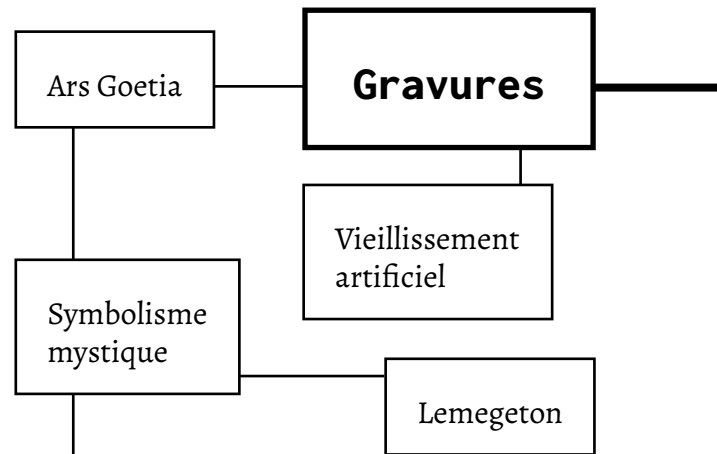 Ars Goetia
Gravures
Vieillissement
artificiel
Symbolisme
mystique
Lemegeton